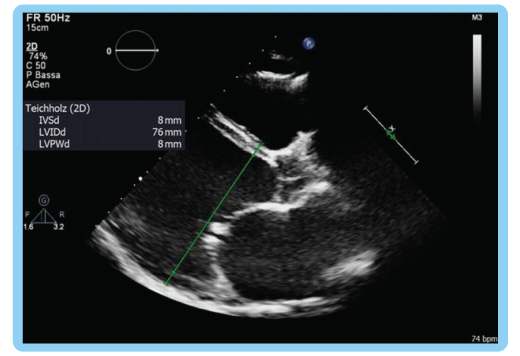 FR 50Hz
15cm
M3
2D
74%
C 50
P Bassa
AGen
0
P
Teichholz (2D)
IVSd 8 mm
LVIDd 76 mm
LVPWd 8 mm
G
P R
1.6 3.2
74 bpm